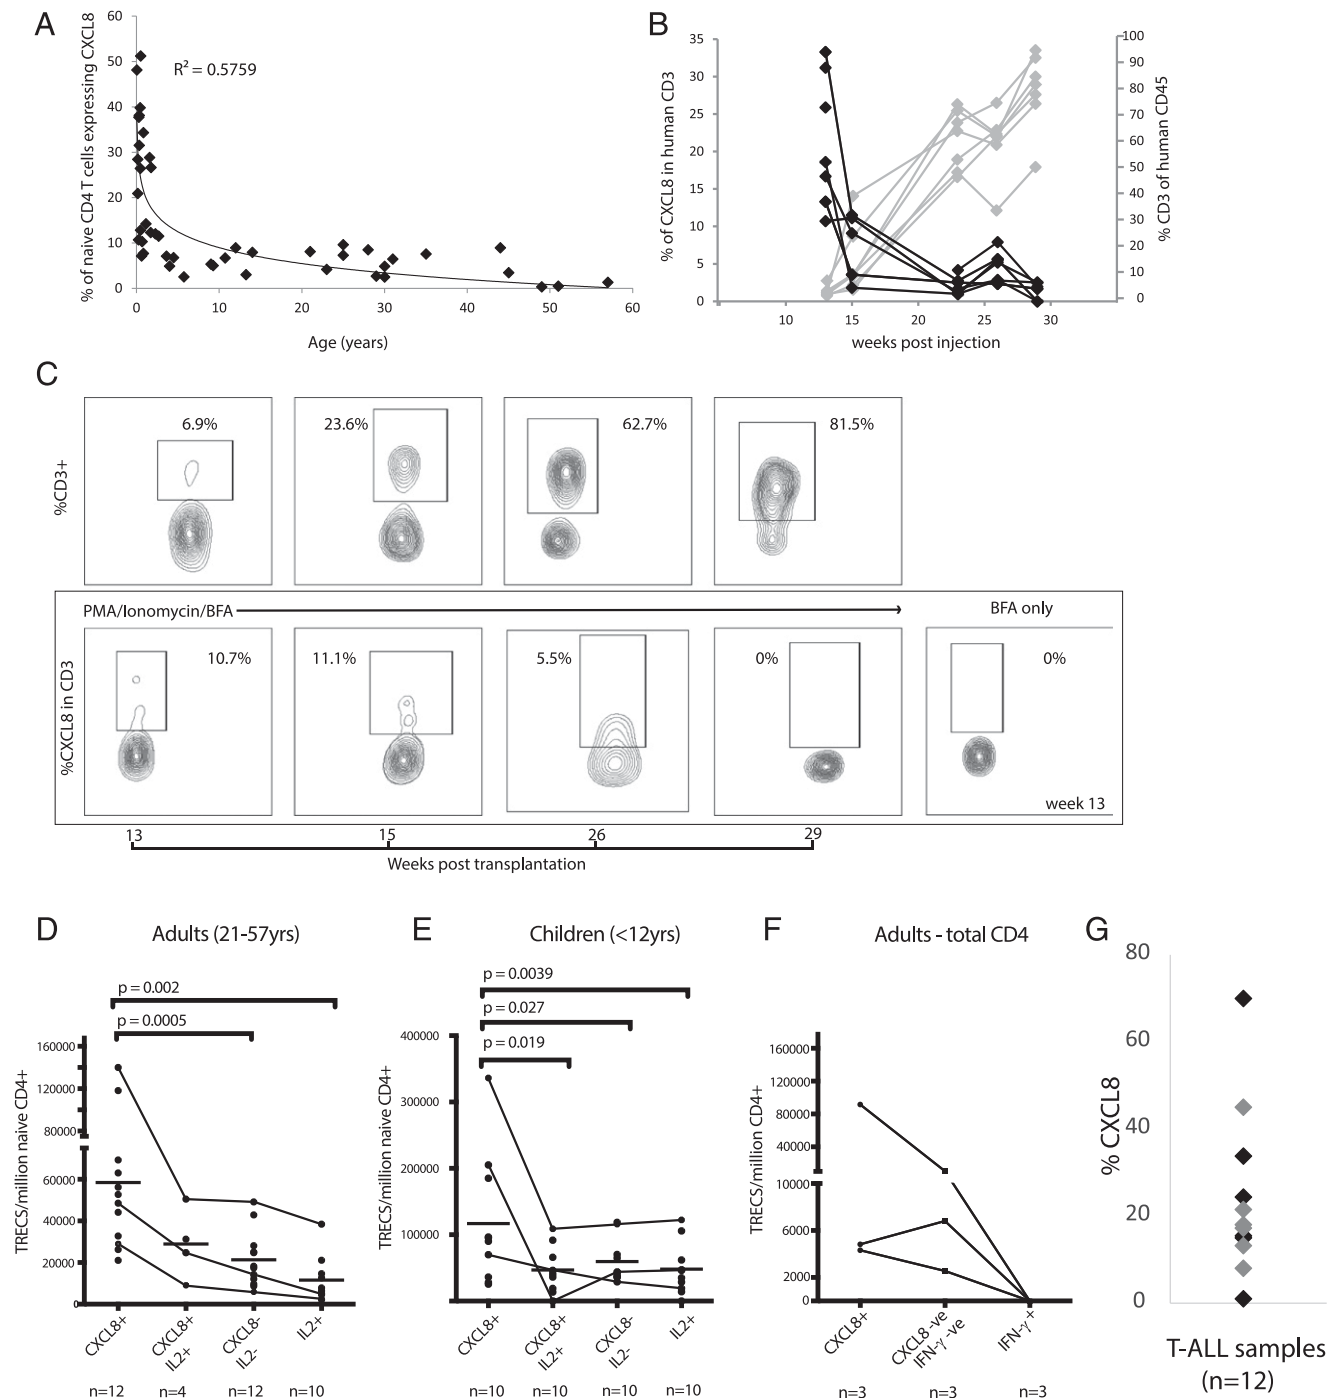 A
% of naive CD4 T cells expressing CXCL8
60
50
40
30
20
10
0
R² = 0.5759
0
10
20
30
40
50
60
Age (years)
B
% of CXCL8 in human CD3
35
30
25
20
15
10
5
0
10
15
20
25
30
weeks post injection
100
90
80
70
60
50
40
30
20
10
0
% CD3 of human CD45
C
%CD3+
6.9%
23.6%
62.7%
81.5%
PMA/Ionomycin/BFA
BFA only
%CXCL8 in CD3
10.7%
11.1%
5.5%
0%
0%
week 13
13
15
26
29
Weeks post transplantation
D
Adults (21-57yrs)
p = 0.002
p = 0.0005
TRECS/million naive CD4+
160000
120000
80000
60000
40000
20000
0
CXCL8+
CXCL8+
IL2+
CXCL8-
IL2-
IL2+
n=12
n=4
n=12
n=10
E
Children (<12yrs)
p = 0.0039
p = 0.027
p = 0.019
TRECS/million naive CD4+
400000
300000
200000
100000
0
CXCL8+
CXCL8+
IL2+
CXCL8-
IL2-
IL2+
n=10
n=10
n=10
n=10
F
Adults - total CD4
TRECS/million CD4+
160000
120000
80000
40000
10000
6000
2000
0
CXCL8+
CXCL8 -ve
IFN-γ -ve
IFN-γ +
n=3
n=3
n=3
G
% CXCL8
80
60
40
20
0
T-ALL samples
(n=12)